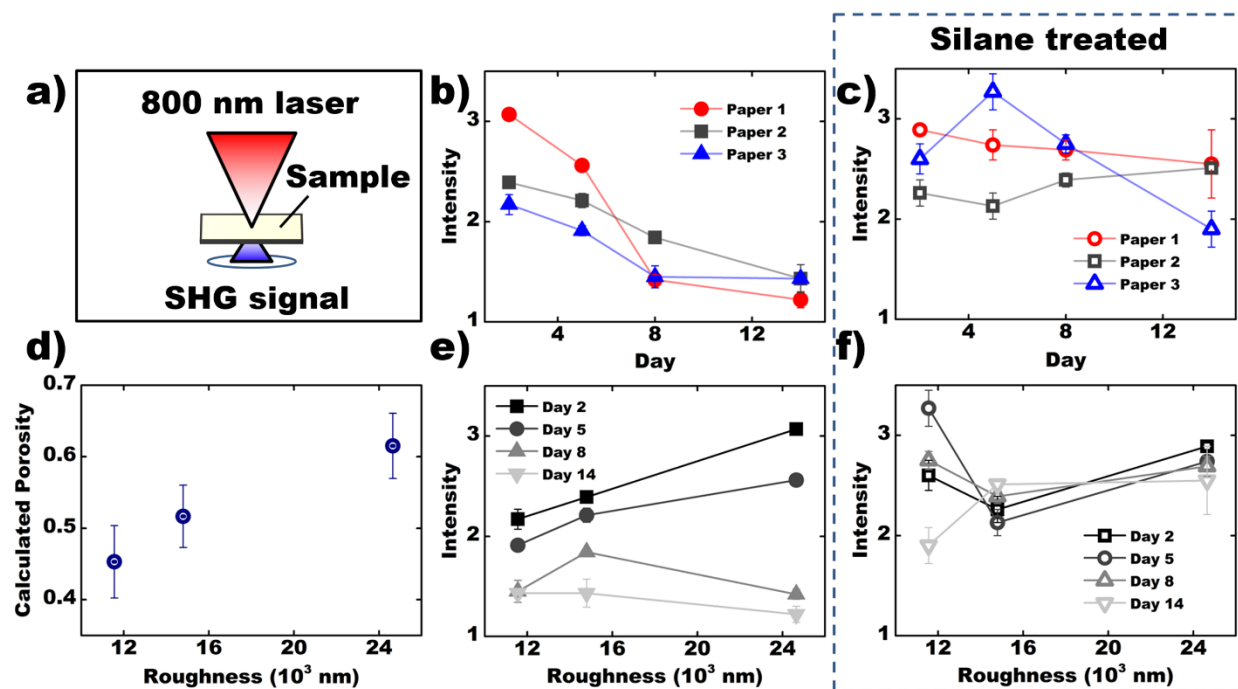 Silane treated
a)
800 nm laser
Sample
SHG signal
b)
Intensity
3
2
1
Paper 1
Paper 2
Paper 3
4
8
12
Day
c)
Intensity
3
2
1
Paper 1
Paper 2
Paper 3
4
8
12
Day
d)
Calculated Porosity
0.7
0.6
0.5
0.4
12
16
20
24
Roughness (10³ nm)
e)
Intensity
3
2
1
Day 2
Day 5
Day 8
Day 14
12
16
20
24
Roughness (10³ nm)
f)
Intensity
3
2
1
Day 2
Day 5
Day 8
Day 14
12
16
20
24
Roughness (10³ nm)